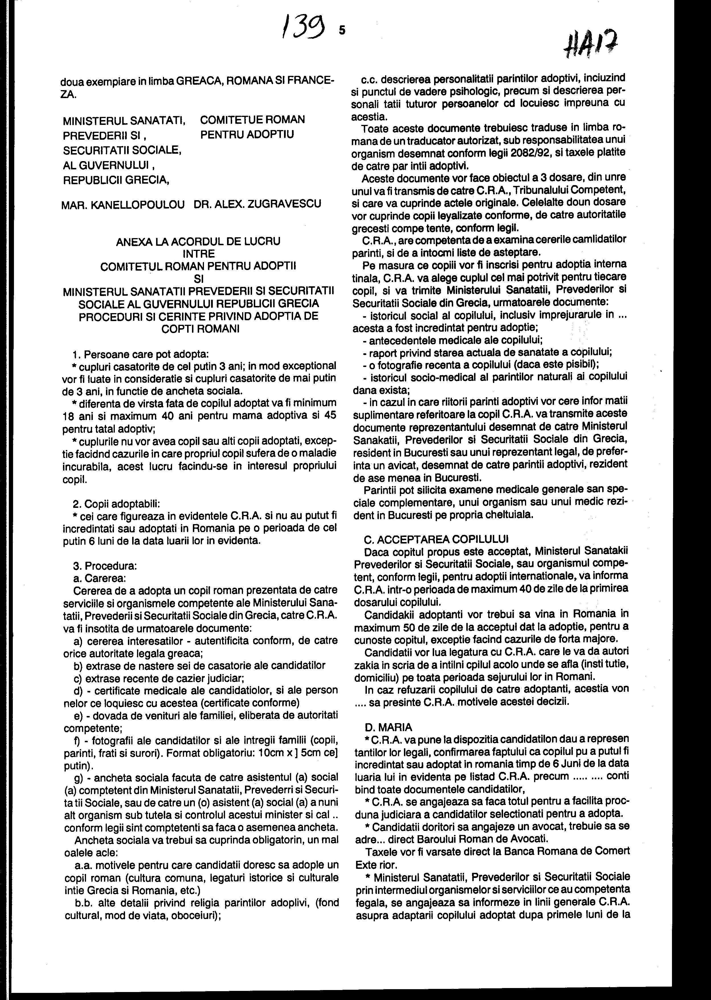 139 5
HA17
doua exempiare in limba GREACA, ROMANA SI FRANCE-
ZA.
MINISTERUL SANATATI, COMITETUE ROMAN
PREVEDERII SI , PENTRU ADOPTIU
SECURITATII SOCIALE,
AL GUVERNULUI ,
REPUBLICII GRECIA,
MAR. KANELLOPOULOU DR. ALEX. ZUGRAVESCU
ANEXA LA ACORDUL DE LUCRU
INTRE
COMITETUL ROMAN PENTRU ADOPTII
SI
MINISTERUL SANATATII PREVEDERII SI SECURITATII
SOCIALE AL GUVERNULUI REPUBLICII GRECIA
PROCEDURI SI CERINTE PRIVIND ADOPTIA DE
COPTI ROMANI
1. Persoane care pot adopta:
* cupluri casatorite de cel putin 3 ani; in mod exceptional
vor fi luate in consideratie si cupluri casatorite de mai putin
de 3 ani, in functie de ancheta sociala.
* diferenta de virsta fata de copilul adoptat va fi minimum
18 ani si maximum 40 ani pentru mama adoptiva si 45
pentru tatal adoptiv;
* cuplurile nu vor avea copil sau alti copii adoptati, excep-
tie facidnd cazurile in care propriul copil sufera de o maladie
incurabila, acest lucru facindu-se in interesul propriului
copil.
2. Copii adoptabili:
* cei care figureaza in evidentele C.R.A. si nu au putut fi
incredintati sau adoptati in Romania pe o perioada de cel
putin 6 luni de la data luarii lor in evidenta.
3. Procedura:
a. Carerea:
Cererea de a adopta un copil roman prezentata de catre
serviciile si organismele competente ale Ministerului Sana-
tatii, Prevederii si Securitatii Sociale din Grecia, catre C.R.A.
va fi insotita de urmatoarele documente:
a) cererea interesatilor - autentificita conform, de catre
orice autoritate legala greaca;
b) extrase de nastere sei de casatorie ale candidatilor
c) extrase recente de cazier judiciar;
d) - certificate medicale ale candidatiolor, si ale person
nelor ce loquiesc cu acestea (certificate conforme)
e) - dovada de venituri ale familiei, eliberata de autoritati
competente;
f) - fotografii ale candidatilor si ale intregii familii (copii,
parinti, frati si surori). Format obligatoriu: 10cm x ] 5cm ce]
putin).
g) - ancheta sociala facuta de catre asistentul (a) social
(a) comptetent din Ministerul Sanatatii, Prevederri si Securi-
ta tii Sociale, sau de catre un (o) asistent (a) social (a) a nuni
alt organism sub tutela si controlul acestui minister si cal ..
conform legii sint comptetenti sa faca o asemenea ancheta.
Ancheta sociala va trebui sa cuprinda obligatorin, un mal
oalele acle:
a.a. motivele pentru care candidatii doresc sa adople un
copil roman (cultura comuna, legaturi istorice si culturale
intie Grecia si Romania, etc.)
b.b. alte detalii privind religia parintilor adoplivi, (fond
cultural, mod de viata, oboceiuri);
c.c. descrierea personalitatii parintilor adoptivi, inciuzind
si punctul de vadere psihologic, precum si descrierea per-
sonali tatii tuturor persoanelor cd locuiesc impreuna cu
acestia.
Toate aceste documente trebuiesc traduse in limba ro-
mana de un traducator autorizat, sub responsabilitatea unui
organism desemnat conform legii 2082/92, si taxele platite
de catre par intii adoptivi.
Aceste documente vor face obiectul a 3 dosare, din unre
unul va fi transmis de catre C.R.A., Tribunalului Competent,
si care va cuprinde actele originale. Celelalte doun dosare
vor cuprinde copii leyalizate conforme, de catre autoritatile
grecesti compe tente, conform legil.
C.R.A., are competenta de a examina cererile camlidatilor
parinti, si de a intocmi liste de asteptare.
Pe masura ce copiii vor fi inscrisi pentru adoptia interna
tinala, C.R.A. va alege cuplul cel mai potrivit pentru tiecare
copil, si va trimite Ministerului Sanatatii, Prevederilor si
Securitatii Sociale din Grecia, urmatoarele documente:
- istoricul social al copilului, inclusiv imprejurarule in ...
acesta a fost incredintat pentru adoptie;
- antecedentele medicale ale copilului;
- raport privind starea actuala de sanatate a copilului;
- o fotografie recenta a copilului (daca este pisibil);
- istoricul socio-medical al parintilor naturali ai copilului
dana exista;
- in cazul in care riitorii parinti adoptivi vor cere infor matii
suplimentare referitoare la copil C.R.A. va transmite aceste
documente reprezentantului desemnat de catre Ministerul
Sanakatii, Prevederilor si Securitatii Sociale din Grecia,
resident in Bucuresti sau unui reprezentant legal, de prefer-
inta un avicat, desemnat de catre parintii adoptivi, rezident
de ase menea in Bucuresti.
Parintii pot silicita examene medicale generale san spe-
ciale complementare, unui organism sau unui medic rezi-
dent in Bucuresti pe propria cheltuiala.
C. ACCEPTAREA COPILULUI
Daca copitul propus este acceptat, Ministerul Sanatakii
Prevederilor si Securitatii Sociale, sau organismul compe-
tent, conform legii, pentru adoptii internationale, va informa
C.R.A. intr-o perioada de maximum 40 de zile de la primirea
dosarului copilului.
Candidakii adoptanti vor trebui sa vina in Romania in
maximum 50 de zile de la acceptul dat la adoptie, pentru a
cunoste copitul, exceptie facind cazurile de forta majore.
Candidatii vor lua legatura cu C.R.A. care le va da autori
zakia in scria de a intilni cpilul acolo unde se afla (insti tutie,
domiciliu) pe toata perioada sejurului lor in Romani.
In caz refuzarii copilului de catre adoptanti, acestia von
.... sa presinte C.R.A. motivele acestei decizii.
D. MARIA
* C.R.A. va pune la dispozitia candidatilon dau a represen
tantilor lor legali, confirmarea faptului ca copilul pu a putul fi
incredintat sau adoptat in romania timp de 6 Juni de la data
luaria lui in evidenta pe listad C.R.A. precum ..... .... conti
bind toate documentele candidatilor,
* C.R.A. se angajeaza sa faca totul pentru a facilita proc-
duna judiciara a candidatilor selectionati pentru a adopta.
* Candidatii doritori sa angajeze un avocat, trebuie sa se
adre... direct Baroului Roman de Avocati.
Taxele vor fi varsate direct la Banca Romana de Comert
Exte rior.
* Ministerul Sanatatii, Prevederilor si Securitatii Sociale
prin intermediul organismelor si serviciilor ce au competenta
fegala, se angajeaza sa informeze in linii generale C.R.A.
asupra adaptarii copilului adoptat dupa primele luni de la